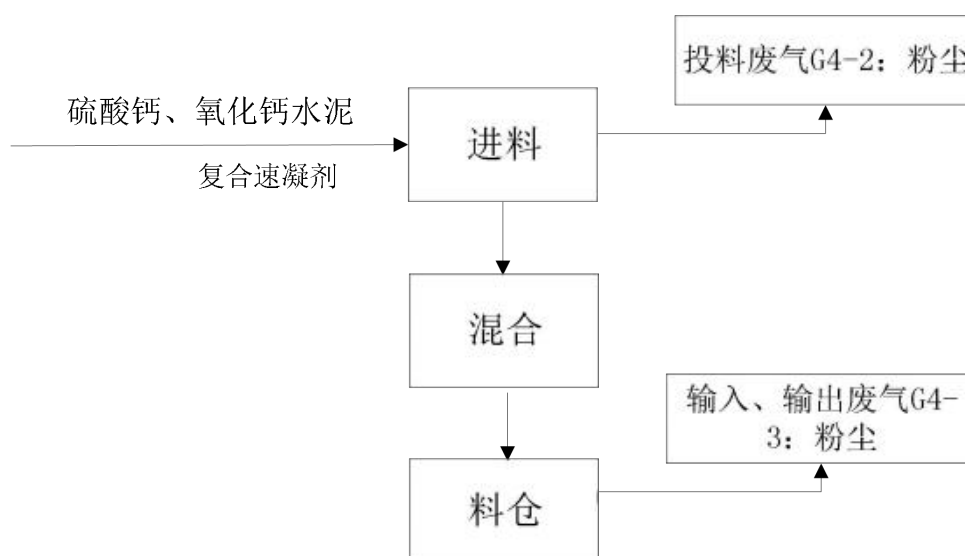 投料废气G4-2：粉尘
硫酸钙、氧化钙水泥
复合速凝剂
进料
混合
输入、输出废气G4-
3：粉尘
料仓